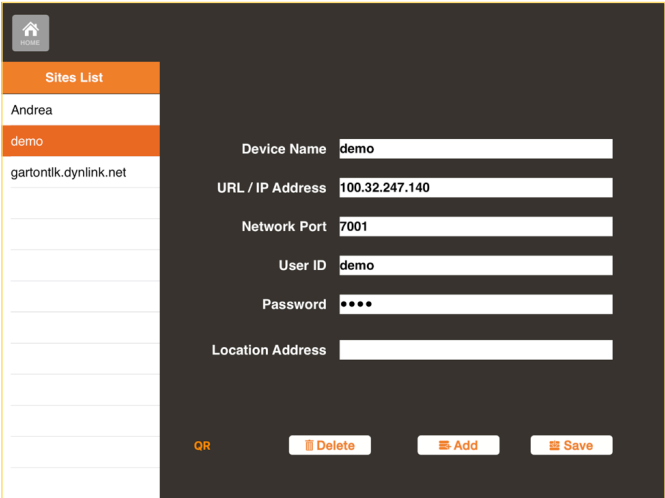 HOME
Sites List
Andrea
demo
gartontlk.dynlink.net
Device Name demo
URL / IP Address 100.32.247.140
Network Port 7001
User ID demo
Password ●●●●
Location Address
QR Delete Add Save